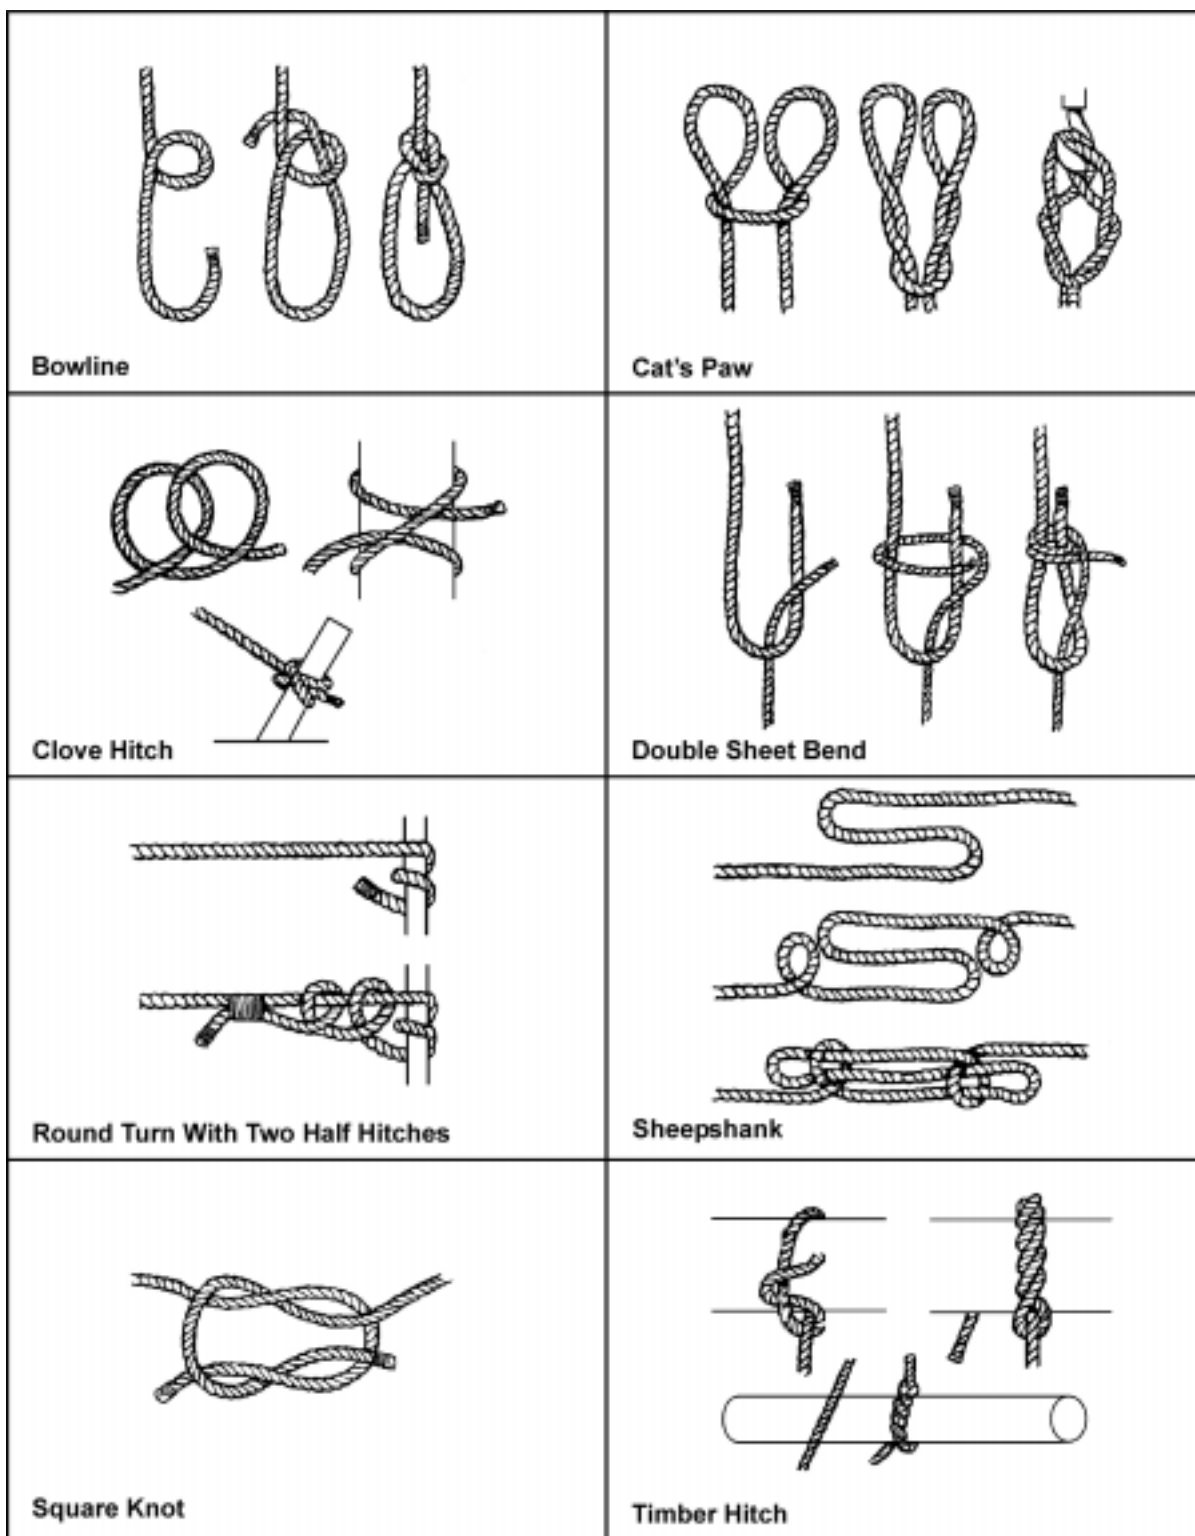 Bowline
Cat's Paw
Clove Hitch
Double Sheet Bend
Round Turn With Two Half Hitches
Sheepshank
Square Knot
Timber Hitch